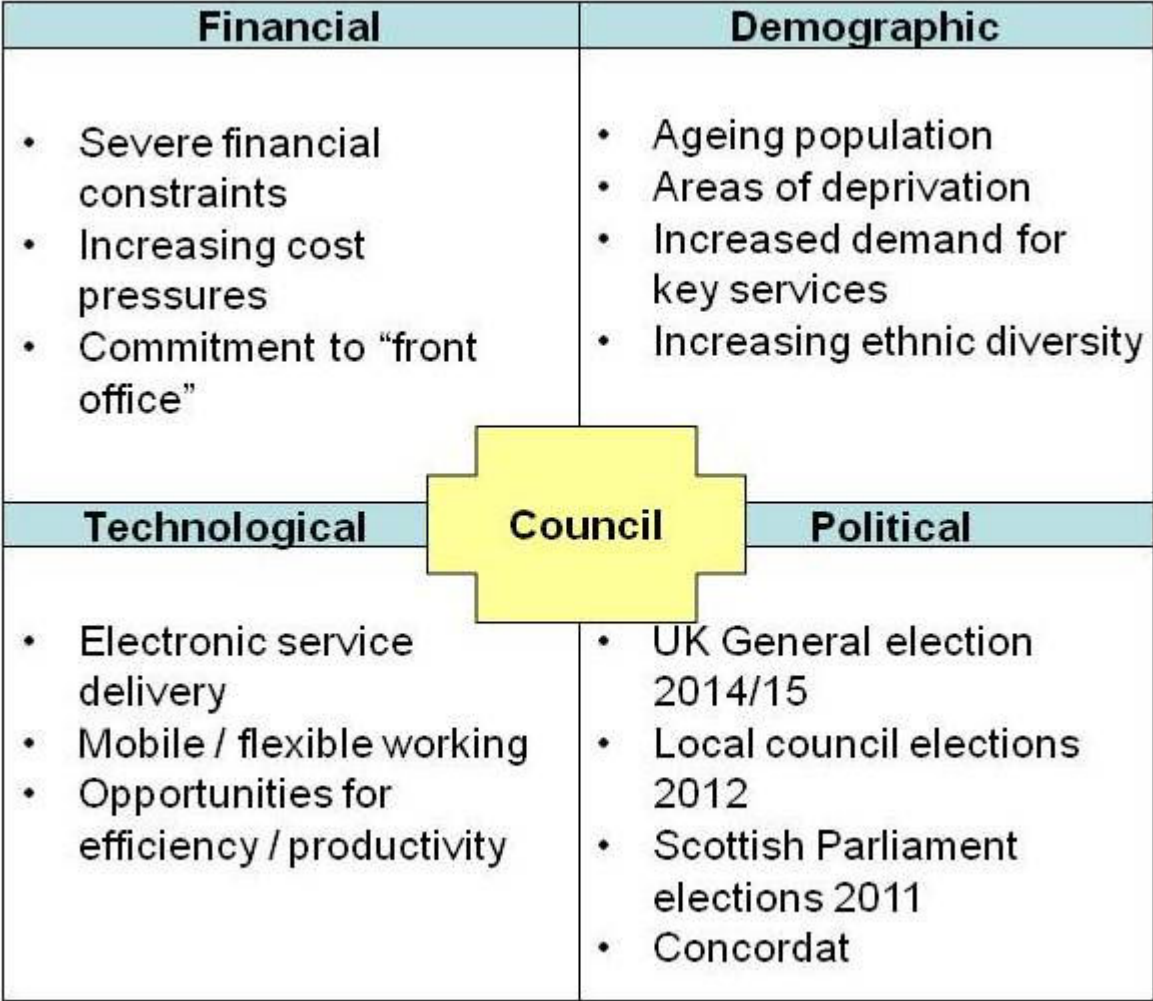 Financial
• Severe financial
constraints
• Increasing cost
pressures
• Commitment to “front
office”
Demographic
• Ageing population
• Areas of deprivation
• Increased demand for
key services
• Increasing ethnic diversity
Council
Technological
• Electronic service
delivery
• Mobile / flexible working
• Opportunities for
efficiency / productivity
Political
• UK General election
2014/15
• Local council elections
2012
• Scottish Parliament
elections 2011
• Concordat